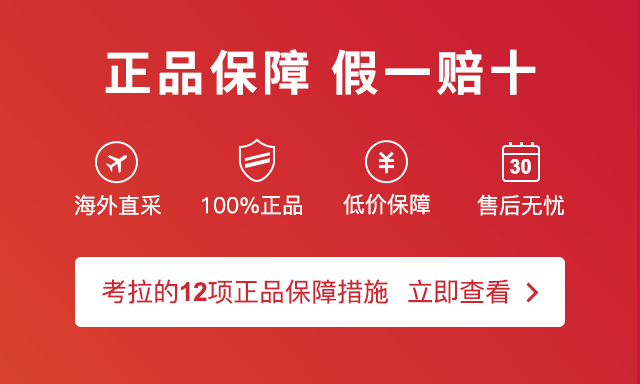 正品保障 假一赔十
¥
30
海外直采 100%正品 低价保障 售后无忧
考拉的12项正品保障措施 立即查看 >